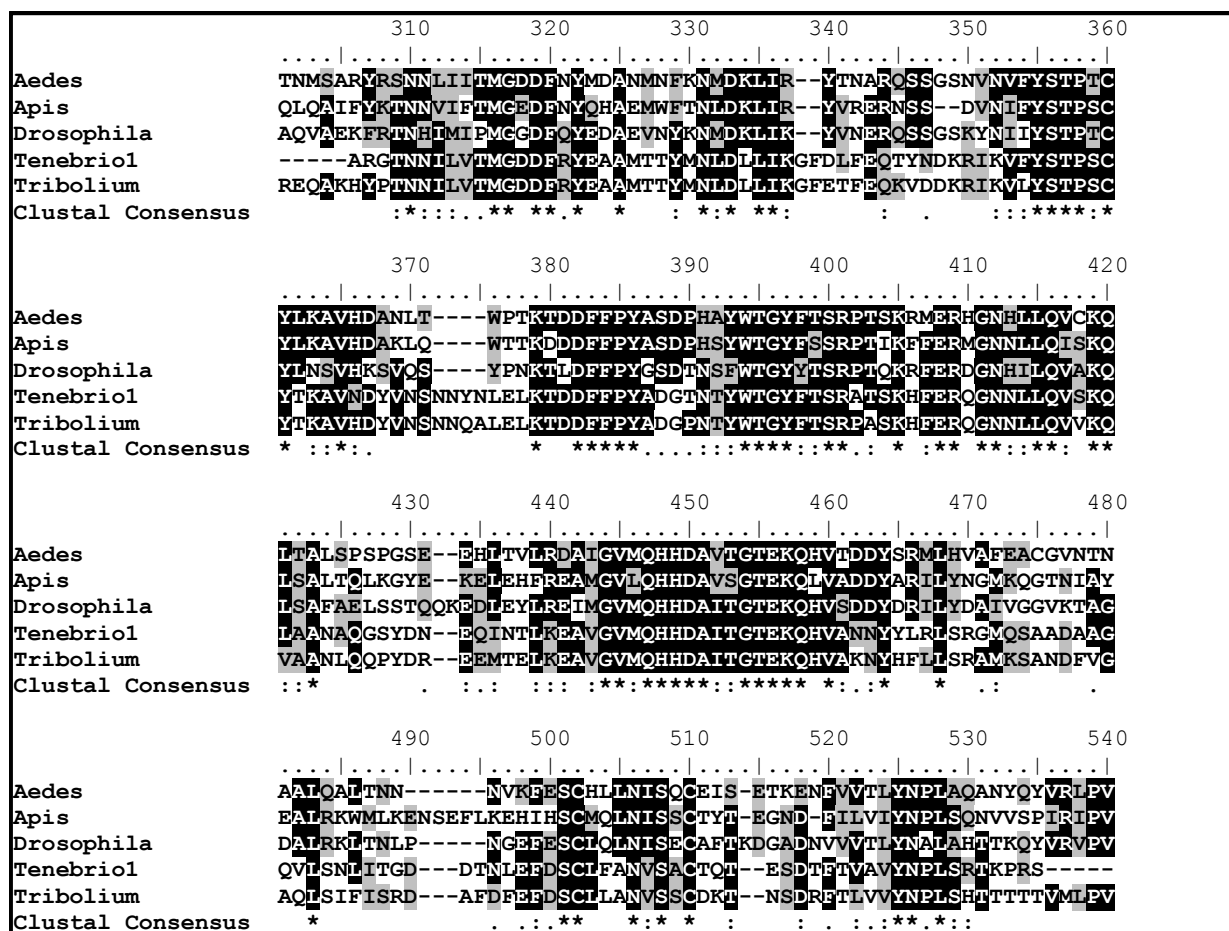 310 320 330 340 350 360
....|....|....|....|....|....|....|....|....|....|....|....|
Aedes TNMSARYRSNNLIITMGDDFNYMDANMNFKNMDKLIR--YTNARQSSGSNVNVFYSTPTC
Apis QLQAIFYKTNNVIFTMGEDFNYQHAEMWFTNLDKLIR--YVRERNSS--DVNIFYSTPSC
Drosophila AQVAEKFRTNHIMIPMGGDFQYEDAEVNYKNMDKLIK--YVNERQSSGSKYNIIYSTPTC
Tenebrio1 -----ARGTNNILVTMGDDFRYEAAMTTYMNLDLLIKGFDLFEQTYNDKRIKVFYSTPSC
Tribolium REQAKHYPTNNILVTMGDDFRYEAAMTTYMNLDLLIKGFETFEQKVDDKRIKVLYSTPSC
Clustal Consensus :*:::..** **.* * : *:* ** : . ::****:*
370 380 390 400 410 420
....|....|....|....|....|....|....|....|....|....|....|....|
Aedes YLKAVHDANLT----WPTKTDDFFPYASDPHAYWTGYFTSRPTSKRMERHGNHLLQVCKQ
Apis YLKAVHDAKLQ----WTTKDDDFFPYASDPHSYWTGYFSSRPTIKFFERMGNNLLQISKQ
Drosophila YLNSVHKSVQS----YPNKTLDFFPYGSDTNSFWTGYYTSRPTQKRFERDGNHILQVAKQ
Tenebrio1 YTKAVNDYVNSNNYNLELKTDDFFPYADGTNTYWTGYFTSRATSKHFERQGNNLLQVSKQ
Tribolium YTKAVHDYVNSNNQALELKTDDFFPYADGPNTYWTGYFTSRPASKHFERQGNNLLQVVKQ
Clustal Consensus * ::*:. * *****....:::****::**.: * :** **::**: **
430 440 450 460 470 480
....|....|....|....|....|....|....|....|....|....|....|....|
Aedes LTALSPSPGSE--EHLTVLRDAIGVMQHHDAVTGTEKQHVTDDYSRMLHVAFEACGVNTN
Apis LSALTQLKGYE--KELEHFREAMGVLQHHDAVSGTEKQLVADDYARILYNGMKQGTNIAY
Drosophila LSAFAELSSTQQKEDLEYLREIMGVMQHHDAITGTEKQHVSDDYDRILYDAIVGGVKTAG
Tenebrio1 LAANAQGSYDN--EQINTLKEAVGVMQHHDAITGTEKQHVANNYYLRLSRGMQSAADAAG
Tribolium VAANLQQPYDR--EEMTELKEAVGVMQHHDAITGTEKQHVAKNYHFLLSRAMKSANDFVG
Clustal Consensus ::* . :.: ::: :**:*****::***** *:.:* * .: .
490 500 510 520 530 540
....|....|....|....|....|....|....|....|....|....|....|....|
Aedes AALQALTNN------NVKFESCHLLNISQCEIS-ETKENFVVTLYNPLAQANYQYVRLPV
Apis EALRKWMLKENSEFLKEHIHSCMQLNISSCTYT-EGND-FILVIYNPLSQNVVSPIRIPV
Drosophila DALRKLTNLP-----NGEFESCLQLNISECAFTKDGADNVVVTLYNALAHTTKQYVRVPV
Tenebrio1 QVLSNLITGD---DTNLEFDSCLFANVSACTQT--ESDTFTVAVYNPLSRTKPRS-----
Tribolium AQLSIFISRD---AFDFEFDSCLLANVSSCDKT--NSDRFTLVVYNPLSHTTTTTVMLPV
Clustal Consensus * . .:.** *:* * : : .:.:**.*::